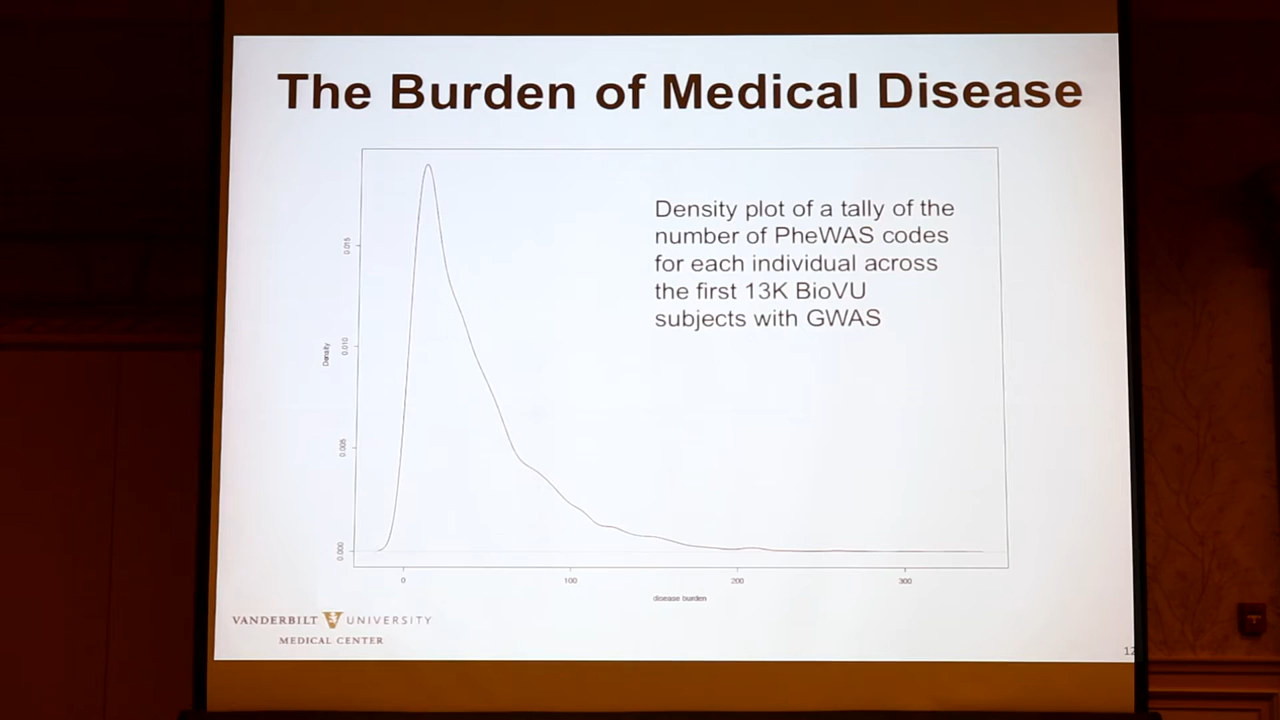 The Burden of Medical Disease
Density plot of a tally of the
number of PheWAS codes
for each individual across
the first 13K BioVU
subjects with GWAS
0.015
0.010
0.005
0.000
Density
0
100
200
300
disease burden
VANDERBILT UNIVERSITY
MEDICAL CENTER